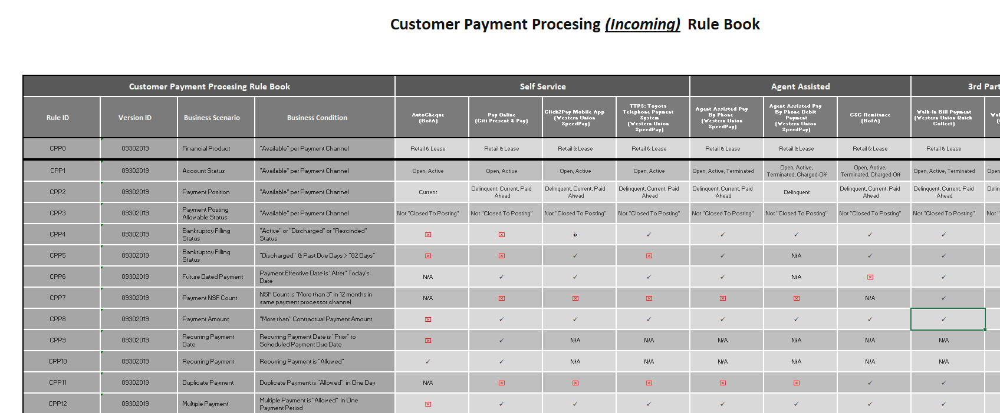 Customer Payment Procesing (Incoming) Rule Book
Customer Payment Procesing Rule Book Self Service Agent Assisted 3rd Part
Rule ID Version ID Business Scenario Business Condition
AutoCheque
(BofA)
Pay Online
(Citi Present & Pay)
Click2Pay Mobile App
(Western Union
SpeedPay)
TTPS: Toyota
Telephone Payment
System
(Western Union
SpeedPay)
Agent Assisted Pay
By Phone
(Western Union
SpeedPay)
Agent Assisted Pay
By Phone Debit
Payment
(Western Union
SpeedPay)
CSC Remitance
(BofA)
Walk-In Bill Payment
(Western Union Quick
Collect)
Wal
(
CPP0 09302019 Financial Product "Available" per Payment Channel Retail & Lease Retail & Lease Retail & Lease Retail & Lease Retail & Lease Retail & Lease Retail & Lease Retail & Lease
CPP1 09302019 Account Status "Available" per Payment Channel Open, Active Open, Active Open, Active Open, Active Open, Active, Terminated
Open, Active,
Terminated, Charged-Off
Open, Active,
Terminated, Charged-Off
Open, Active, Terminated Open
CPP2 09302019 Payment Position "Available" per Payment Channel Current
Delinquent, Current, Paid
Ahead
Delinquent, Current, Paid
Ahead
Delinquent, Current, Paid
Ahead
Delinquent, Current, Paid
Ahead
Delinquent
Delinquent, Current, Paid
Ahead
Delinquent, Current, Paid
Ahead
Delin
CPP3 09302019
Payment Posting
Allowable Status
"Available" per Payment Channel Not "Closed To Posting" Not "Closed To Posting" Not "Closed To Posting" Not "Closed To Posting" Not "Closed To Posting" Not "Closed To Posting" Not "Closed To Posting" Not "Closed To Posting" Not "
CPP4 09302019
Bankruptcy Filling
Status
"Active" or "Discharged" or "Rescinded"
Status
☒ ☒ ✓ ✓ ✓ ✓ ✓
CPP5 09302019
Bankruptcy Filling
Status
"Discharged" & Past Due Days > "82 Days"
☒ ☒ ✓ ☒ ✓ N/A ✓ ✓
CPP6 09302019 Future Dated Payment
Payment Effective Date is "After" Today's
Date
N/A ✓ ✓ ✓ ✓ N/A ☒ ✓
CPP7 09302019 Payment NSF Count
NSF Count is "More than 3" in 12 months in
same payment processor channel
N/A ☒ ☒ ☒ ☒ ☒ N/A ✓
CPP8 09302019 Payment Amount "More than" Contractual Payment Amount ☒ ✓ ✓ ✓ ✓ ✓ ✓ ✓
CPP9 09302019
Recurring Payment
Date
Recurring Payment Date is "Prior" to
Scheduled Payment Due Date
☒ ✓ N/A N/A N/A N/A N/A N/A
CPP10 09302019 Recurring Payment Recurring Payment is "Allowed" ✓ ✓ N/A N/A N/A N/A N/A N/A
CPP11 09302019 Duplicate Payment Duplicate Payment is "Allowed" in One Day N/A ☒ ☒ ☒ ☒ ☒ ✓ ✓
CPP12 09302019 Multiple Payment
Multiple Payment is "Allowed" in One
Payment Period
☒ ✓ ✓ ✓ ✓ ✓ ✓ ✓